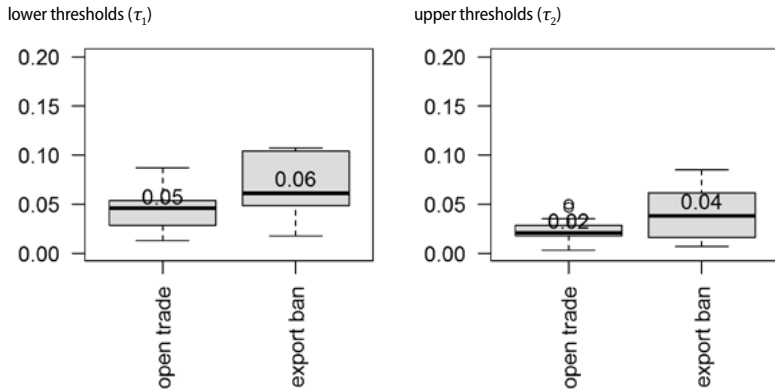 lower thresholds (τ1)
upper thresholds (τ2)
0.20
0.15
0.10
0.05
0.00
0.05
0.06
open trade
export ban
0.20
0.15
0.10
0.05
0.00
0.02
0.04
open trade
export ban